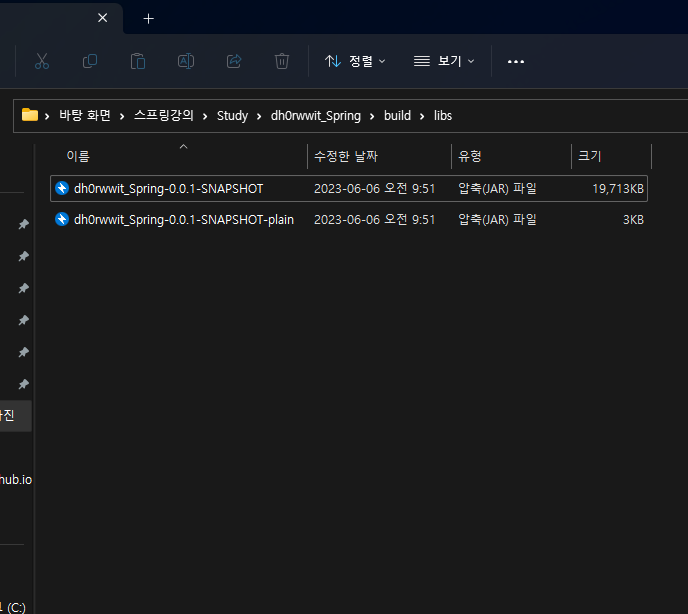 정렬 보기
바탕 화면 > 스프링강의 > Study > dh0rwwit_Spring > build > libs
이름 수정한 날짜 유형 크기
dh0rwwit_Spring-0.0.1-SNAPSHOT 2023-06-06 오전 9:51 압축(JAR) 파일 19,713KB
dh0rwwit_Spring-0.0.1-SNAPSHOT-plain 2023-06-06 오전 9:51 압축(JAR) 파일 3KB
진
hub.io
(C:)